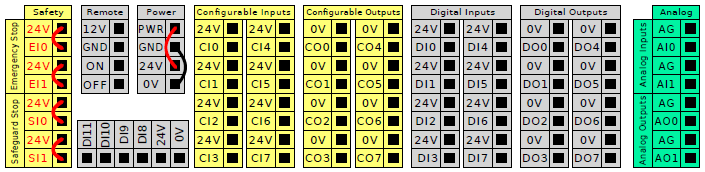 Safety
Emergency Stop
24V
EI0
24V
EI1
Safeguard Stop
24V
SI0
24V
SI1
Remote
12V
GND
ON
OFF
Power
PWR
GND
24V
0V
DI11
DI10
DI9
DI8
24V
0V
Configurable Inputs
24V 24V
CI0 CI4
24V 24V
CI1 CI5
24V 24V
CI2 CI6
24V 24V
CI3 CI7
Configurable Outputs
0V 0V
CO0 CO4
0V 0V
CO1 CO5
0V 0V
CO2 CO6
0V 0V
CO3 CO7
Digital Inputs
24V 24V
DI0 DI4
24V 24V
DI1 DI5
24V 24V
DI2 DI6
24V 24V
DI3 DI7
Digital Outputs
0V 0V
DO0 DO4
0V 0V
DO1 DO5
0V 0V
DO2 DO6
0V 0V
DO3 DO7
Analog
Analog Inputs
AG
AI0
AG
AI1
Analog Outputs
AG
AO0
AG
AO1